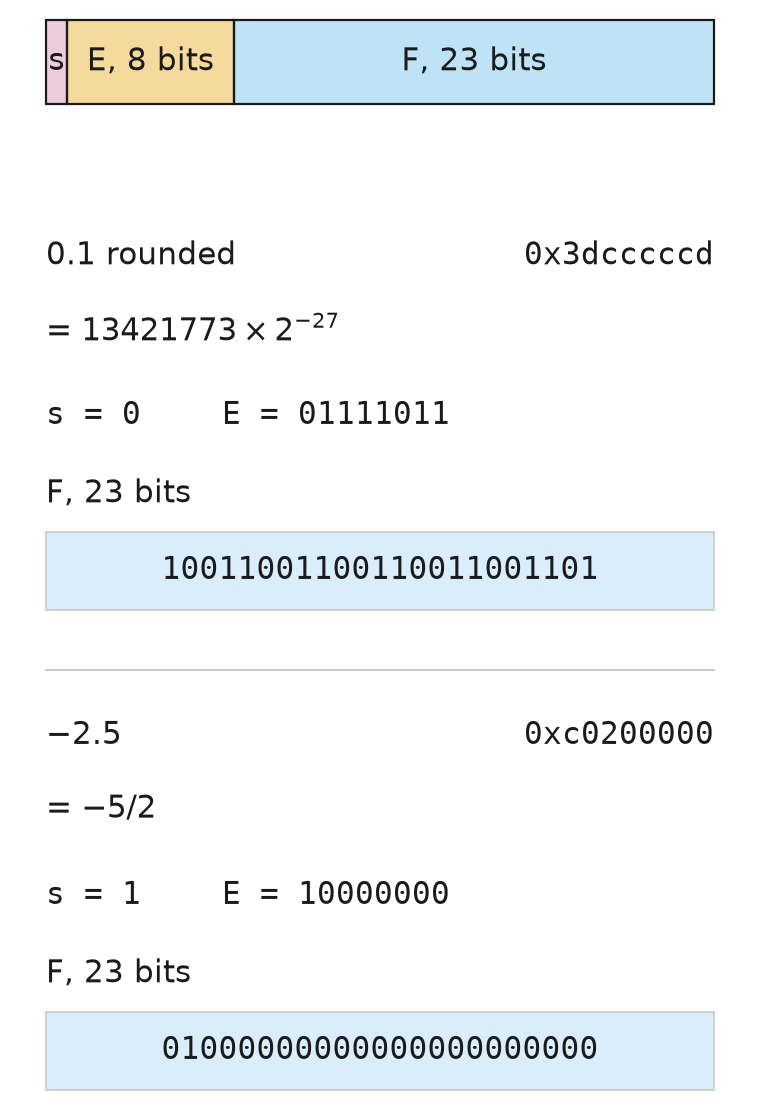 s E, 8 bits F, 23 bits
0.1 rounded 0x3dcccccd
= 13421773 × 2⁻²⁷
s = 0 E = 01111011
F, 23 bits
10011001100110011001101
−2.5 0xc0200000
= −5/2
s = 1 E = 10000000
F, 23 bits
01000000000000000000000